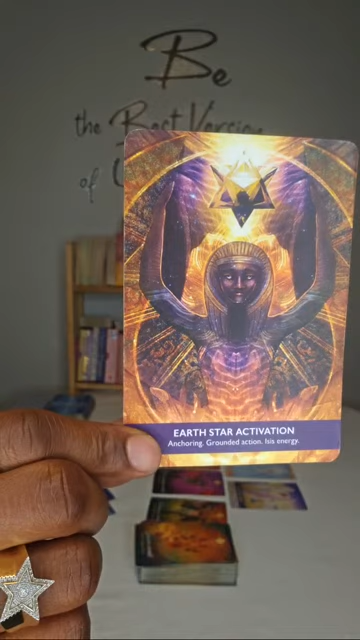 Be
the Best Version
of
EARTH STAR ACTIVATION
Anchoring. Grounded action. Isis energy.